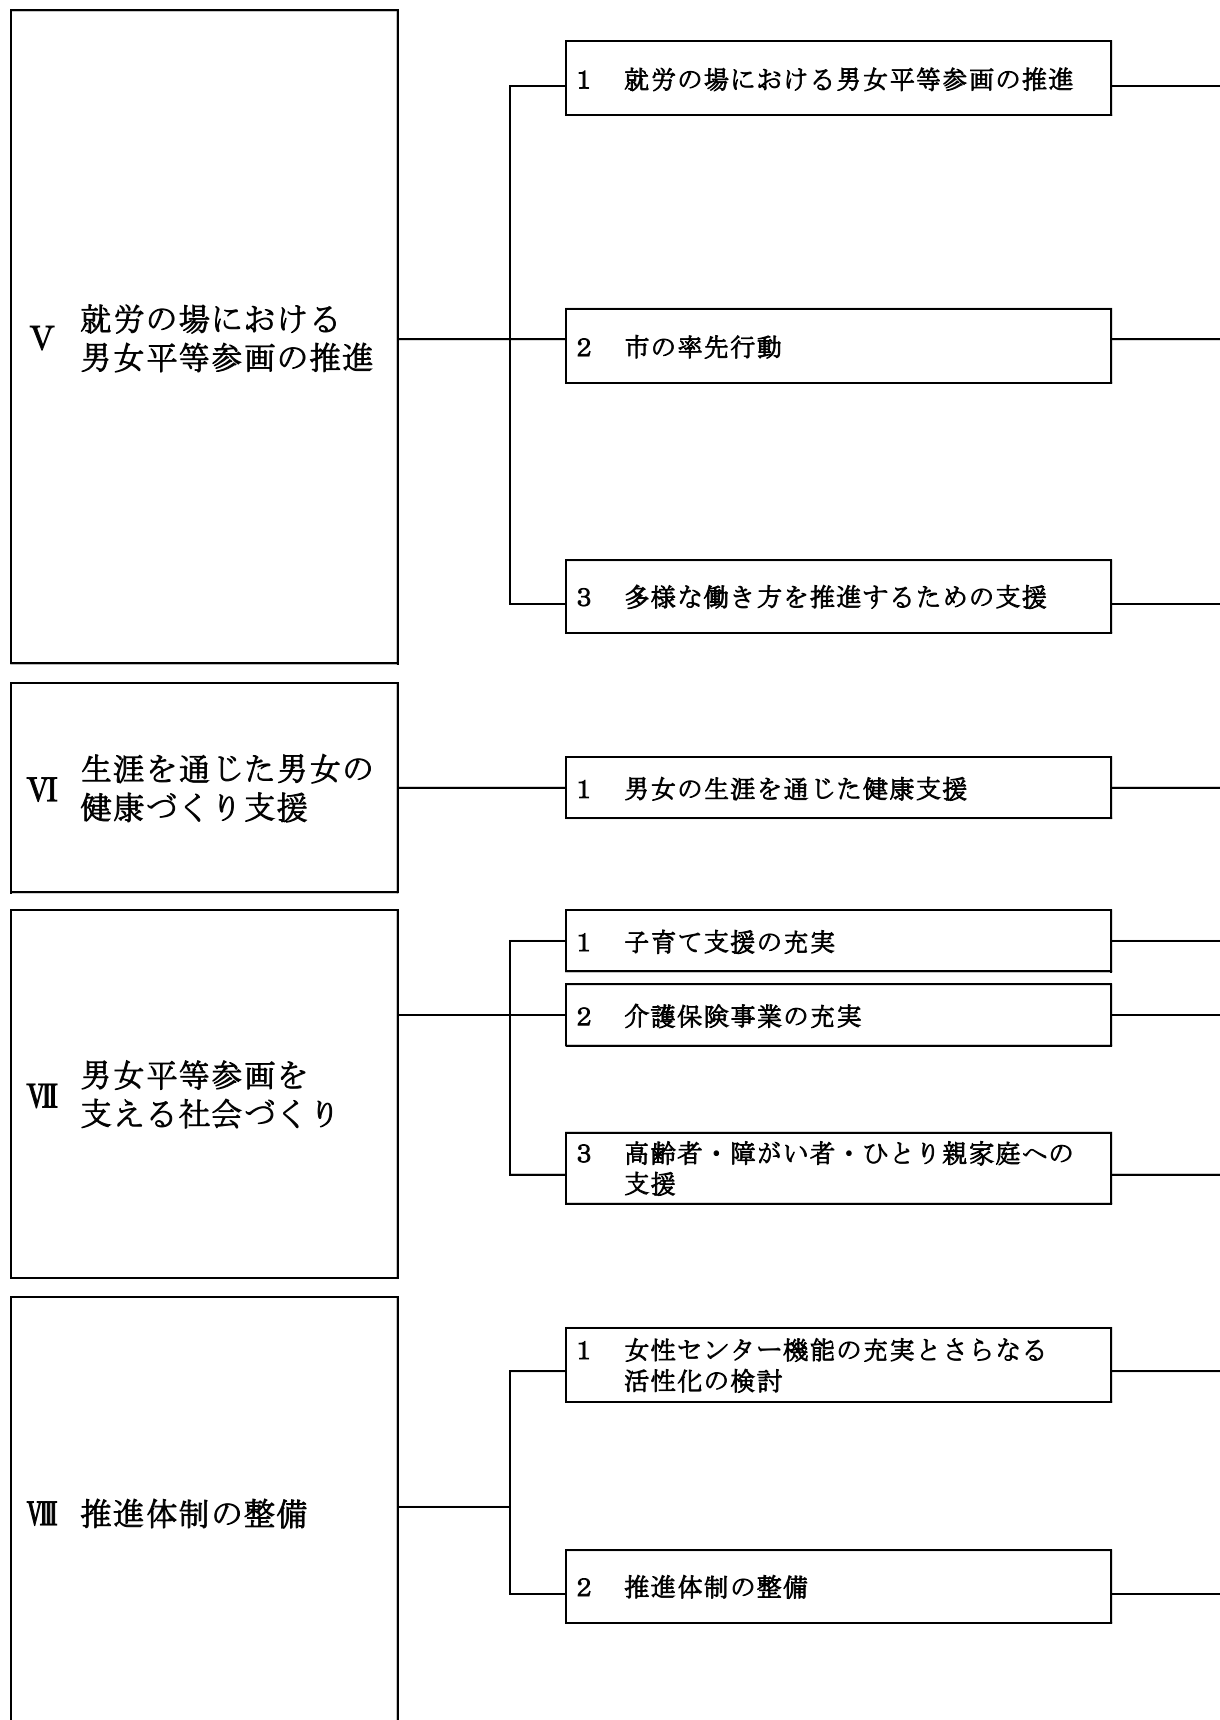 Ⅴ 就労の場における
男女平等参画の推進
1 就労の場における男女平等参画の推進
2 市の率先行動
3 多様な働き方を推進するための支援
Ⅵ 生涯を通じた男女の
健康づくり支援
1 男女の生涯を通じた健康支援
Ⅶ 男女平等参画を
支える社会づくり
1 子育て支援の充実
2 介護保険事業の充実
3 高齢者・障がい者・ひとり親家庭への
支援
Ⅷ 推進体制の整備
1 女性センター機能の充実とさらなる
活性化の検討
2 推進体制の整備